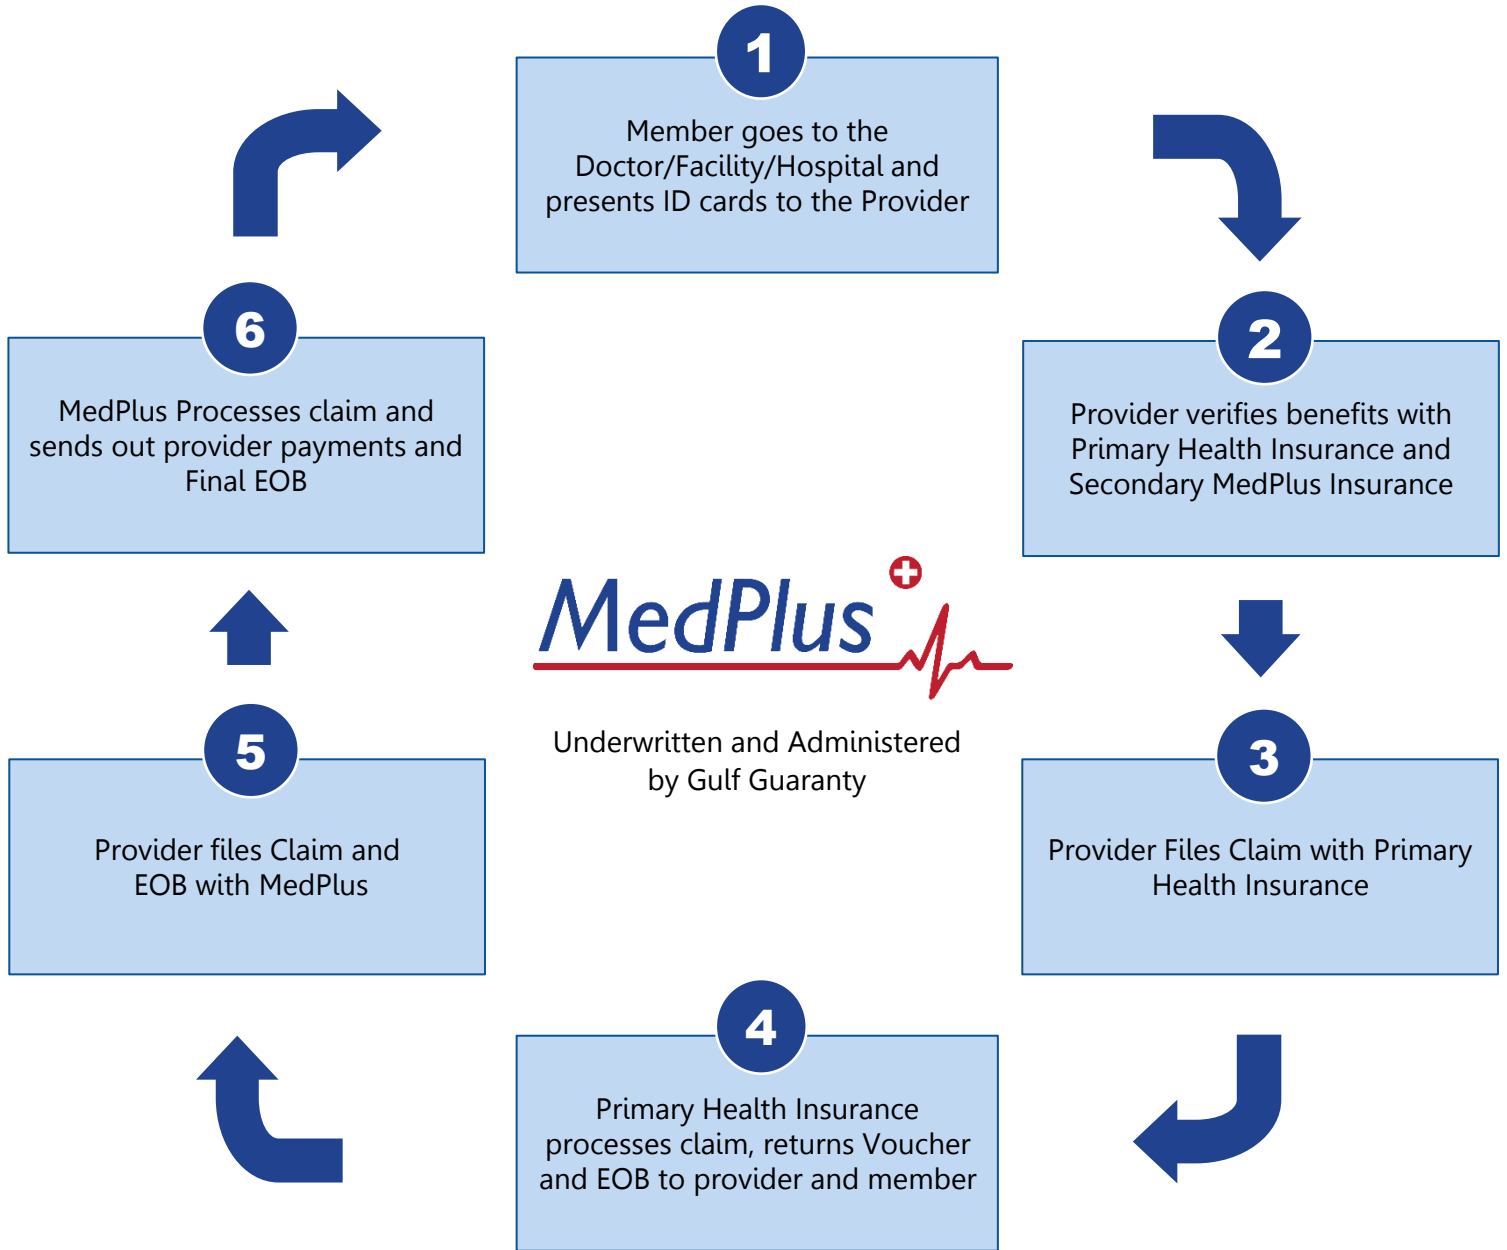 1
Member goes to the
Doctor/Facility/Hospital and
presents ID cards to the Provider
2
Provider verifies benefits with
Primary Health Insurance and
Secondary MedPlus Insurance
3
Provider Files Claim with Primary
Health Insurance
4
Primary Health Insurance
processes claim, returns Voucher
and EOB to provider and member
5
Provider files Claim and
EOB with MedPlus
6
MedPlus Processes claim and
sends out provider payments and
Final EOB
MedPlus
Underwritten and Administered
by Gulf Guaranty